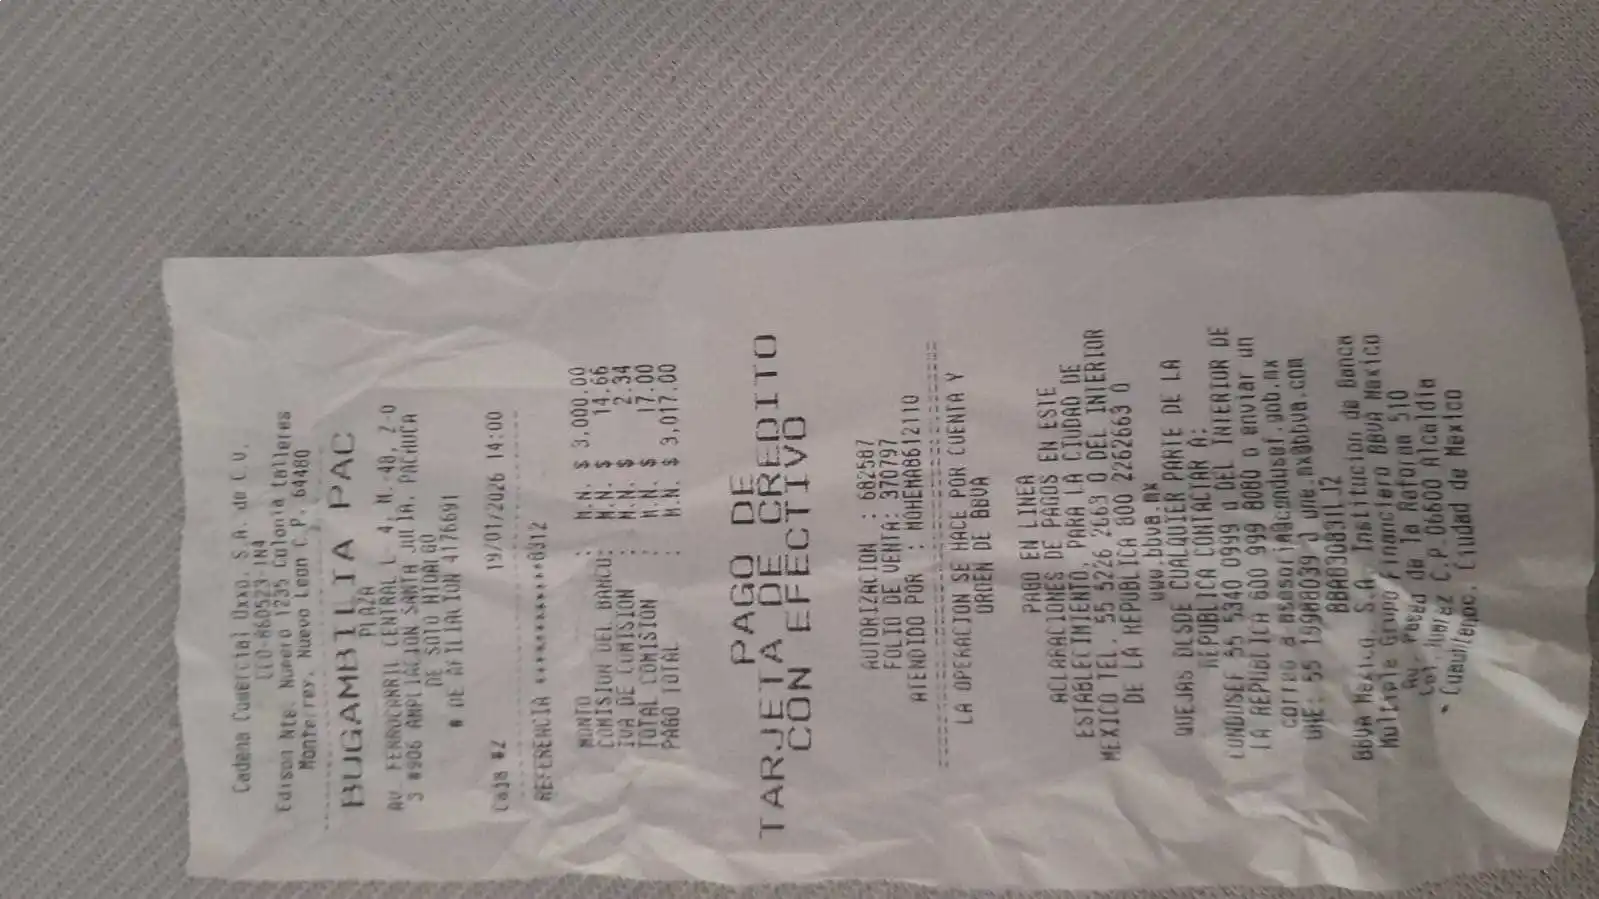 Cadena Comercial Oxxo, S.A. de C.V.
CCO-860523-1N4
Edison Nte. Numero 1235 Colonia talleres
Monterrey, Nuevo Leon C.P. 64480
BUGAMBILIA PAC
PLAZA
AV. FERROCARRIL CENTRAL L- 4, M.-48, Z-0
3 #906 AMPLIACION SANTA JULIA. PACHUCA
DE SOTO HIDALGO
# DE AFILIACION 4176691
Caja #2 19/01/2026 14:00
REFERENCIA ************8312
MONTO : M.N. $ 3,000.00
COMISION DEL BANCO: M.N. $ 14.66
IVA DE COMISION : M.N. $ 2.34
TOTAL COMISION : M.N. $ 17.00
PAGO TOTAL : M.N. $ 3,017.00
PAGO DE
TARJETA DE CREDITO
CON EFECTIVO
AUTORIZACION : 682587
FOLIO DE VENTA: 370797
ATENDIDO POR : MOHEMA8612110
LA OPERACION SE HACE POR CUENTA Y
ORDEN DE BBVA
PAGO EN LINEA
ACLARACIONES DE PAGOS EN ESTE
ESTABLECIMIENTO, PARA LA CIUDAD DE
MEXICO TEL. 55 5226 2663 O DEL INTERIOR
DE LA REPUBLICA 800 2262663 O
www.bbva.mx
QUEJAS DESDE CUALQUIER PARTE DE LA
REPUBLICA CONTACTAR A:
CONDUSEF 55 5340 0999 o DEL INTERIOR DE
LA REPUBLICA 800 999 8080 o enviar un
correo a asesoria@condusef.gob.mx
UNE: 55 19988039 o une.mx@bbva.com
BBA830831LJ2
BBVA Mexico, S.A. Institucion de Banca
Multiple Grupo Financiero BBVA Mexico
Av. Paseo de la Reforma 510
Col. Juarez C.P. 06600 Alcaldia
Cuauhtemoc, Ciudad de Mexico